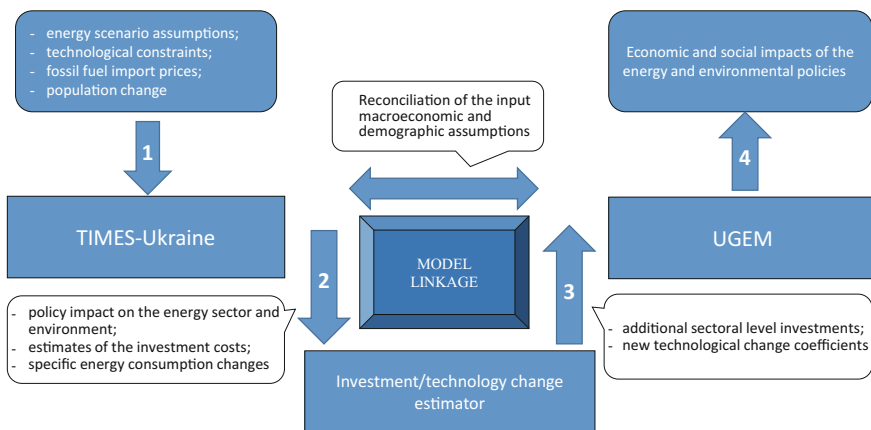 - energy scenario assumptions;
- technological constraints;
- fossil fuel import prices;
- population change
Economic and social impacts of the
energy and environmental policies
Reconciliation of the input
macroeconomic and
demographic assumptions
1
4
TIMES-Ukraine
UGEM
2
MODEL
LINKAGE
3
- policy impact on the energy sector and
environment;
- estimates of the investment costs;
- specific energy consumption changes
- additional sectoral level investments;
- new technological change coefficients
Investment/technology change
estimator